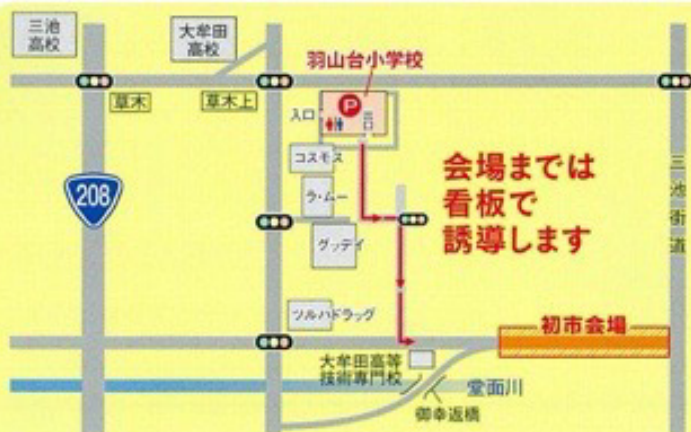 三池
高校
大牟田
高校
羽山台小学校
草木
草木上
入口
P
出口
コスモス
ラ・ムー
グッデイ
208
会場までは
看板で
誘導します
三池街道
ツルハドラッグ
初市会場
大牟田高等
技術専門校
堂面川
御幸返橋